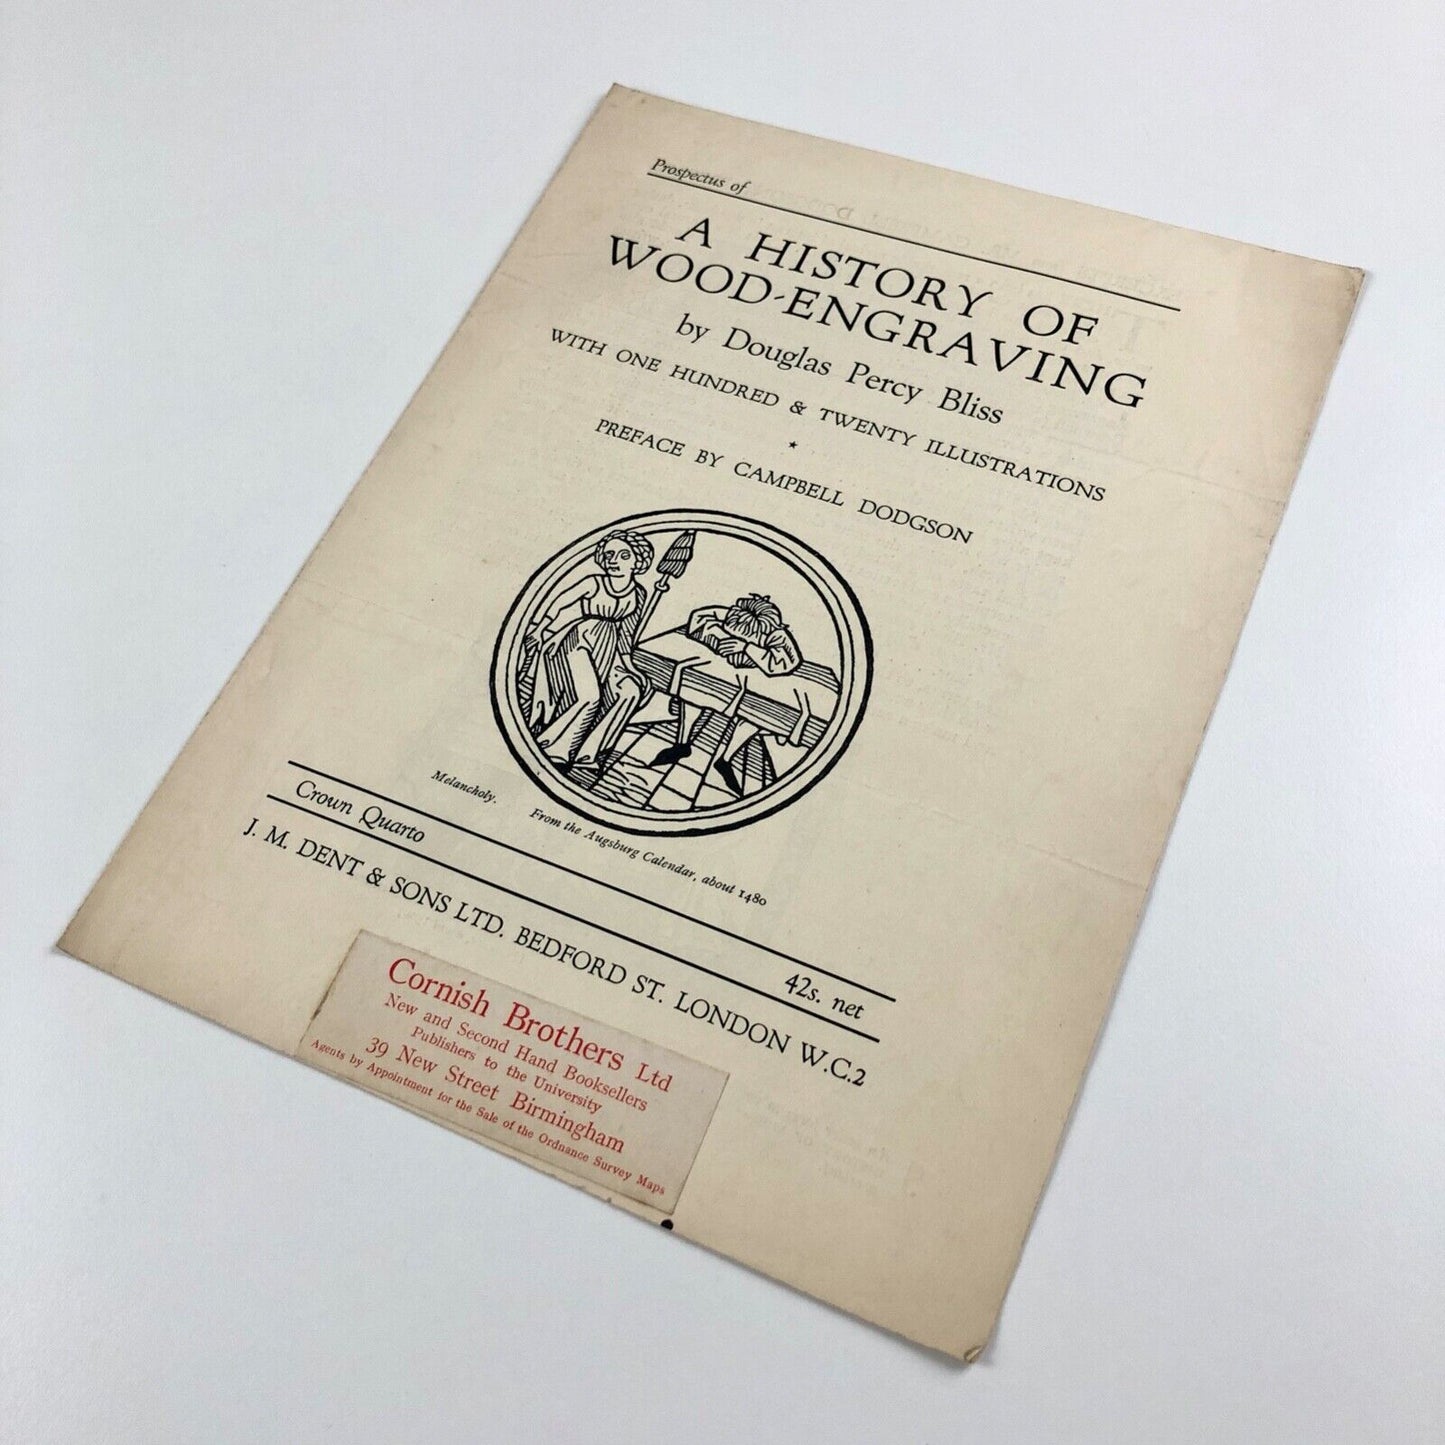 Prospectus of
A HISTORY OF
WOOD-ENGRAVING
by Douglas Percy Bliss
WITH ONE HUNDRED & TWENTY ILLUSTRATIONS
*
PREFACE BY CAMPBELL DODGSON
Melancholy. From the Augsburg Calendar, about 1480
Crown Quarto 42s. net
J. M. DENT & SONS LTD. BEDFORD ST. LONDON W.C.2
Cornish Brothers Ltd
New and Second Hand Booksellers
Publishers to the University
39 New Street Birmingham
Agents by Appointment for the Sale of the Ordnance Survey Maps